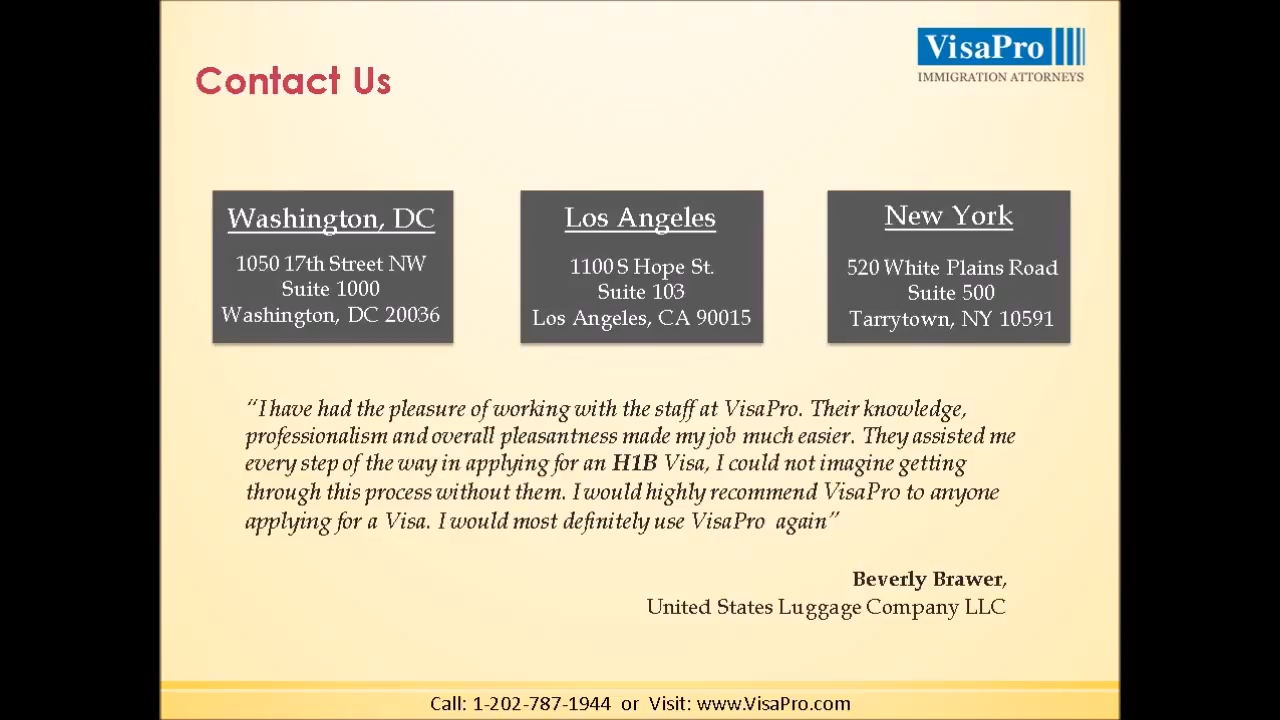 VisaPro
IMMIGRATION ATTORNEYS
Contact Us
Washington, DC
1050 17th Street NW
Suite 1000
Washington, DC 20036
Los Angeles
1100 S Hope St.
Suite 103
Los Angeles, CA 90015
New York
520 White Plains Road
Suite 500
Tarrytown, NY 10591
“I have had the pleasure of working with the staff at VisaPro. Their knowledge,
professionalism and overall pleasantness made my job much easier. They assisted me
every step of the way in applying for an H1B Visa, I could not imagine getting
through this process without them. I would highly recommend VisaPro to anyone
applying for a Visa. I would most definitely use VisaPro again”
Beverly Brawer,
United States Luggage Company LLC
Call: 1-202-787-1944 or Visit: www.VisaPro.com